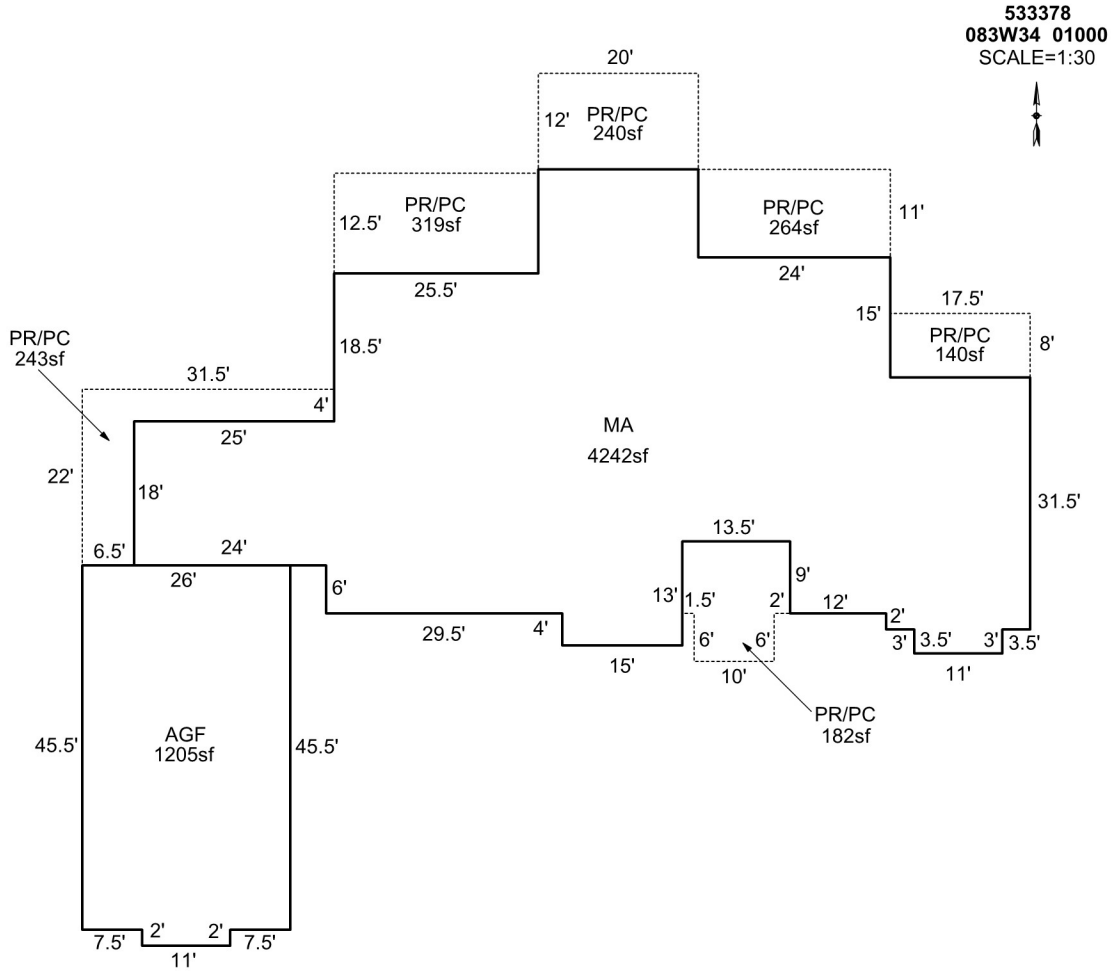 533378
083W34 01000
SCALE=1:30
20'
12'
PR/PC
240sf
12.5'
PR/PC
319sf
PR/PC
264sf
11'
25.5'
24'
15'
17.5'
PR/PC
140sf
8'
PR/PC
243sf
18.5'
31.5'
4'
25'
MA
4242sf
22'
18'
31.5'
13.5'
6.5'
24'
26'
6'
9'
13'
1.5'
2'
12'
2'
29.5'
4'
6'
6'
3'
3.5'
3'
3.5'
15'
10'
11'
PR/PC
182sf
45.5'
AGF
1205sf
45.5'
2'
2'
7.5'
7.5'
11'